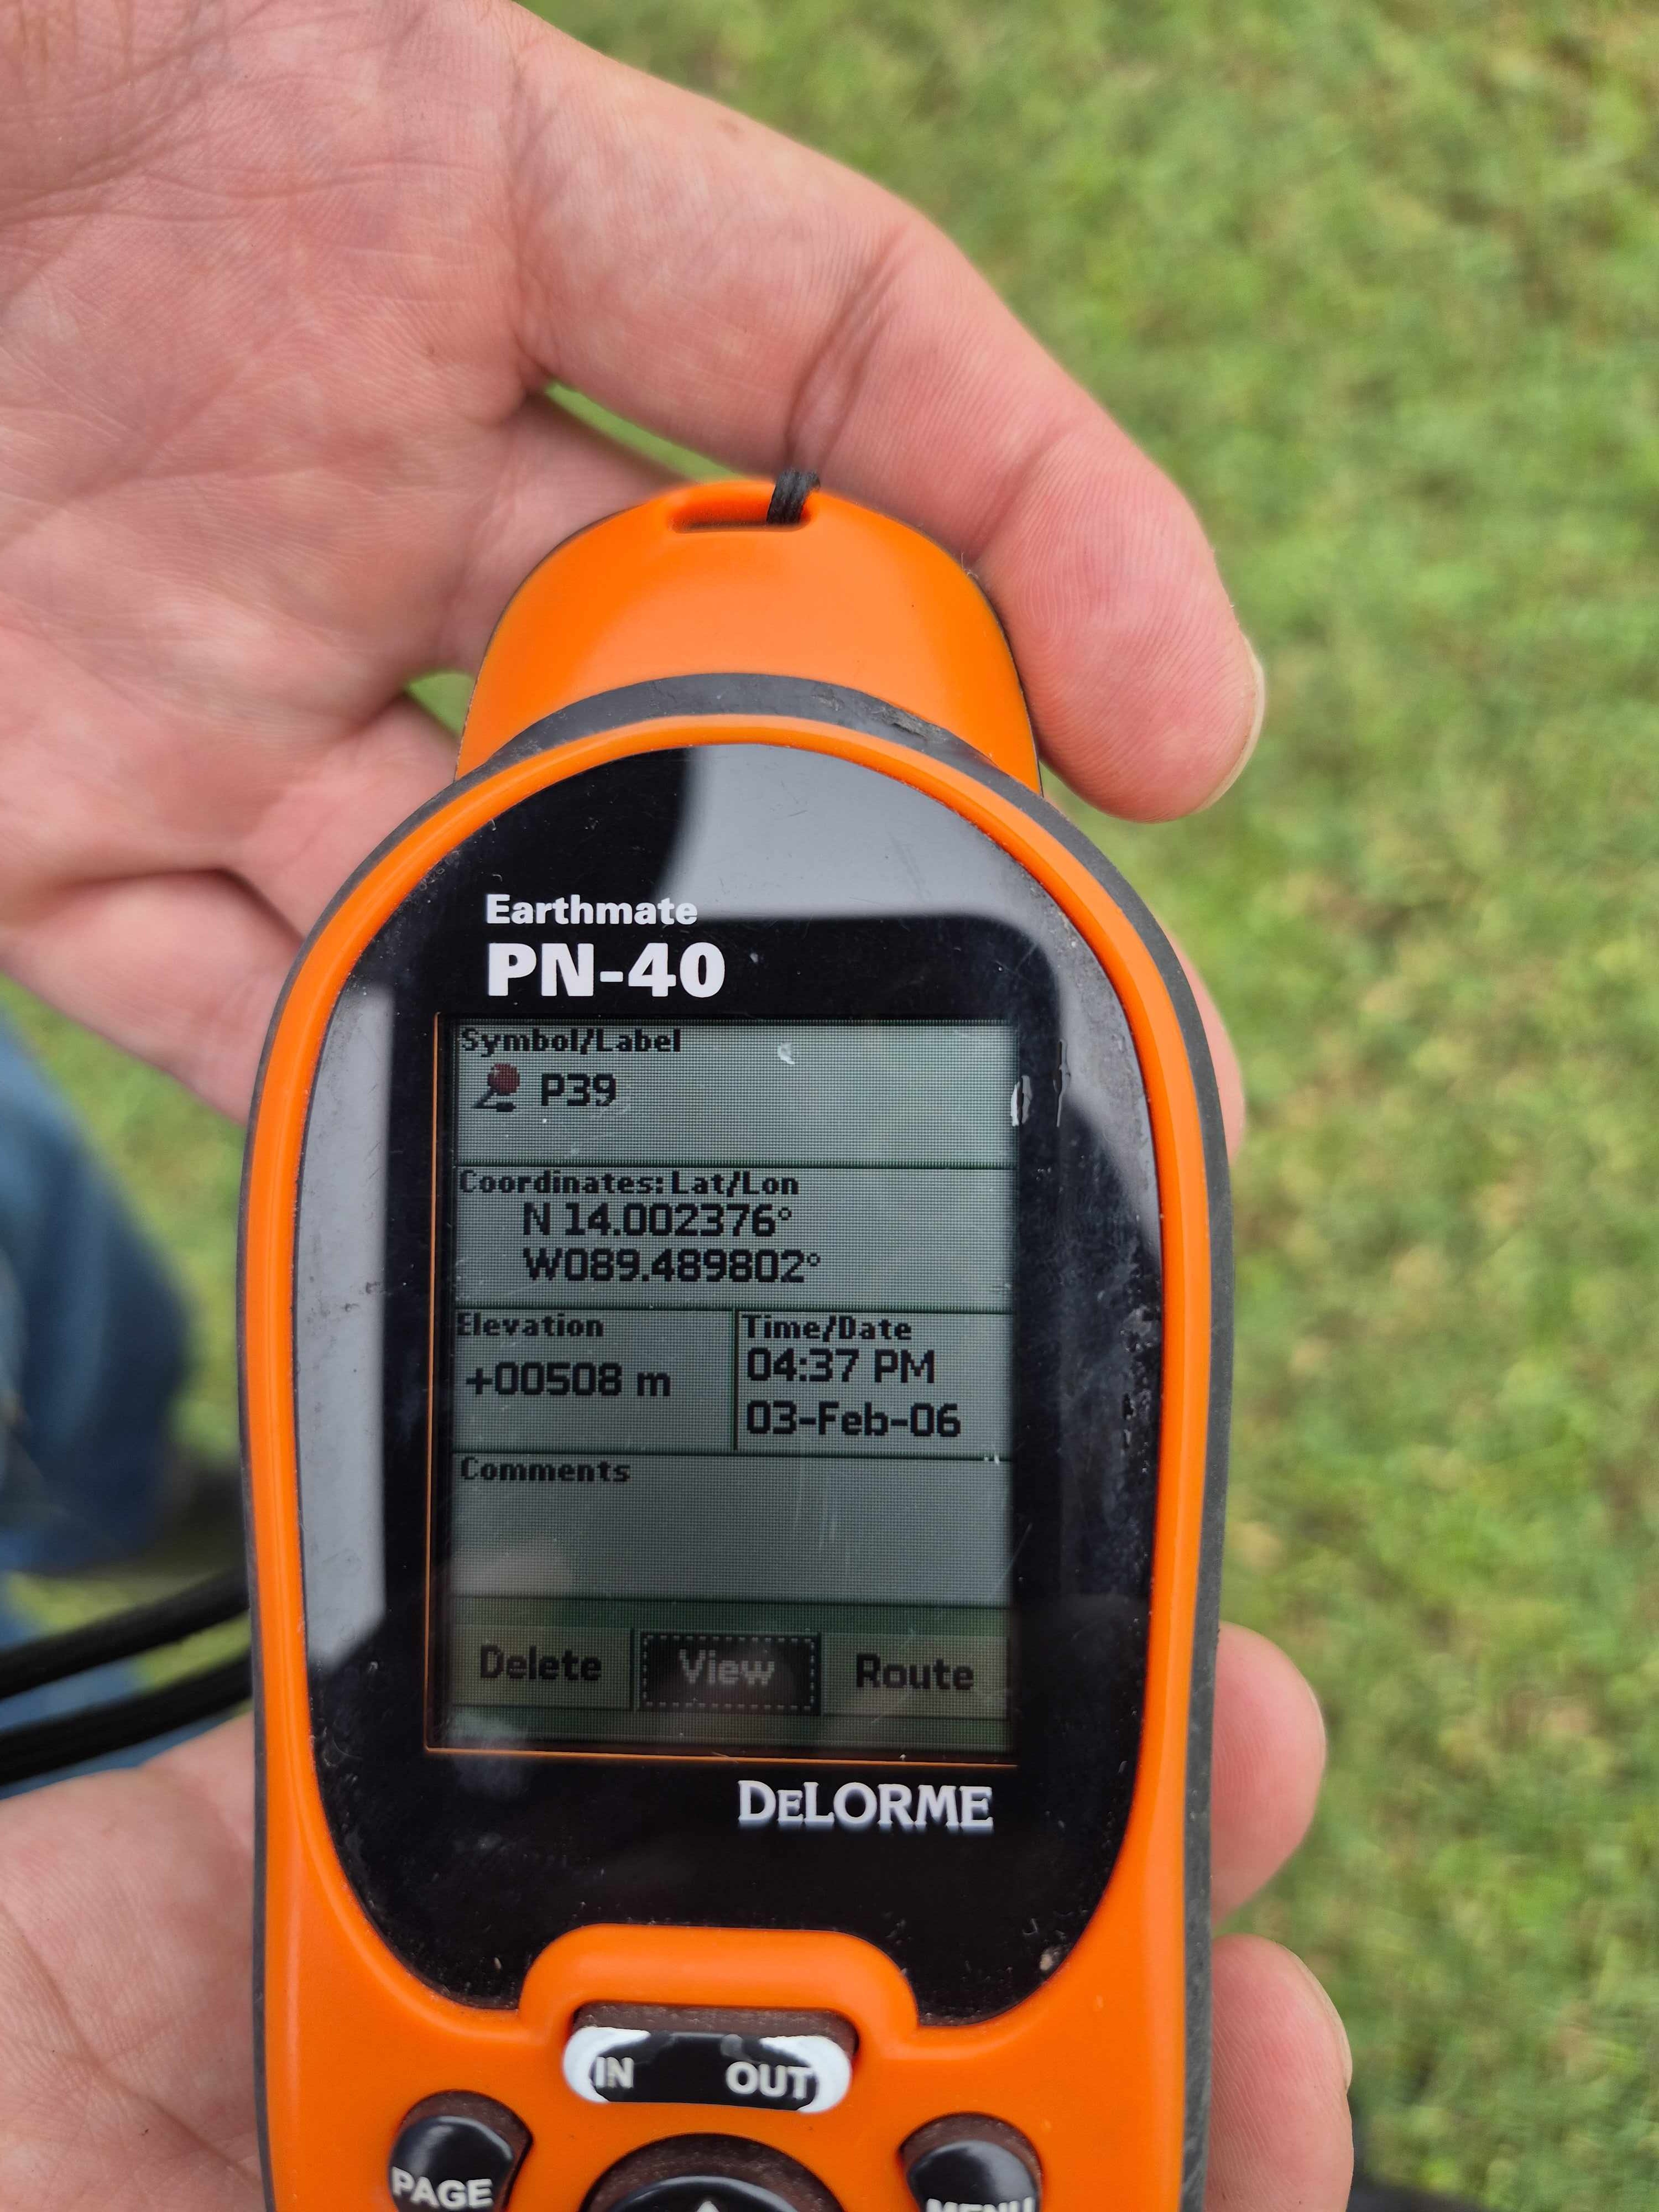 Earthmate
PN-40
Symbol/Label
P39
Coordinates: Lat/Lon
N 14.002376°
W089.489802°
Elevation
+00508 m
Time/Date
04:37 PM
03-Feb-06
Comments
Delete View Route
DELORME
IN OUT
PAGE MENU